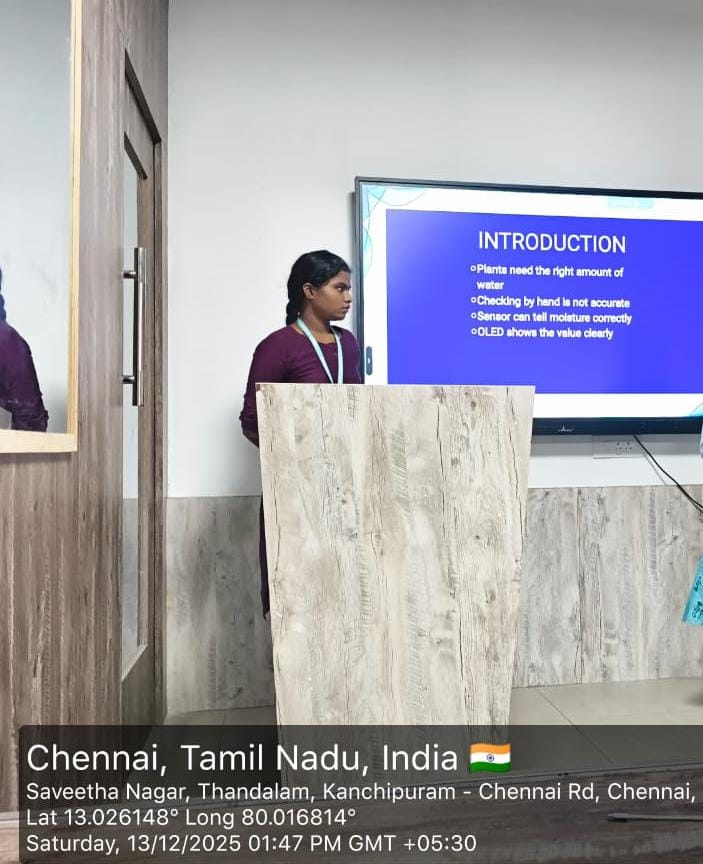 INTRODUCTION
Plants need the right amount of
water
Checking by hand is not accurate
Sensor can tell moisture correctly
OLED shows the value clearly
Chennai, Tamil Nadu, India
Saveetha Nagar, Thandalam, Kanchipuram - Chennai Rd, Chennai,
Lat 13.026148° Long 80.016814°
Saturday, 13/12/2025 01:47 PM GMT +05:30